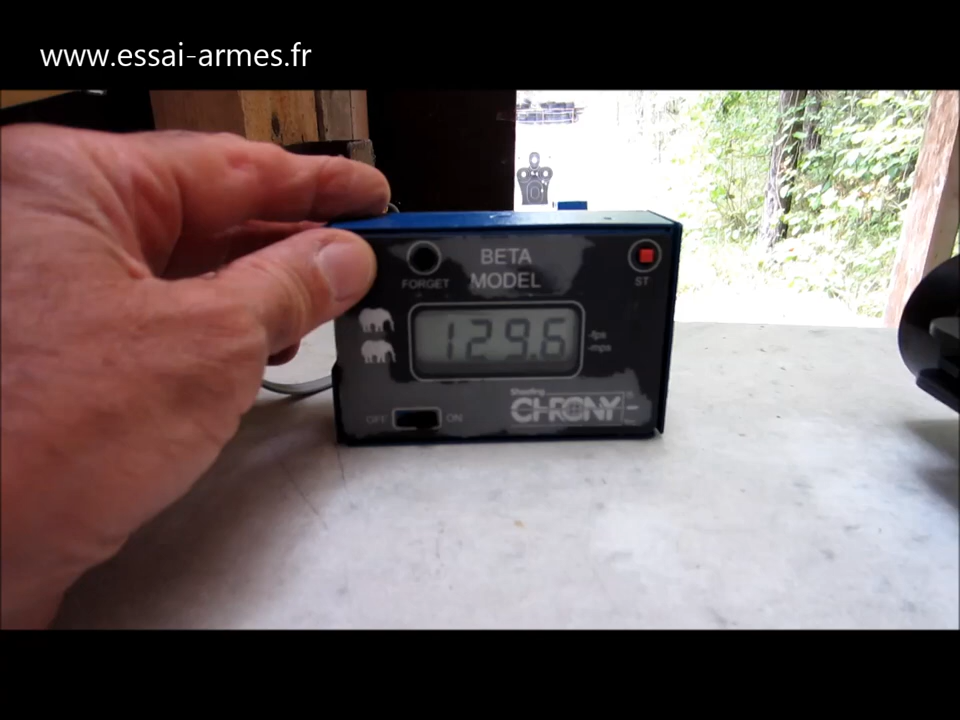 www.essai-armes.fr
BETA
MODEL
FORGET
ST
129.6
-fps
-mps
Shooting
CHRONY
OFF
ON